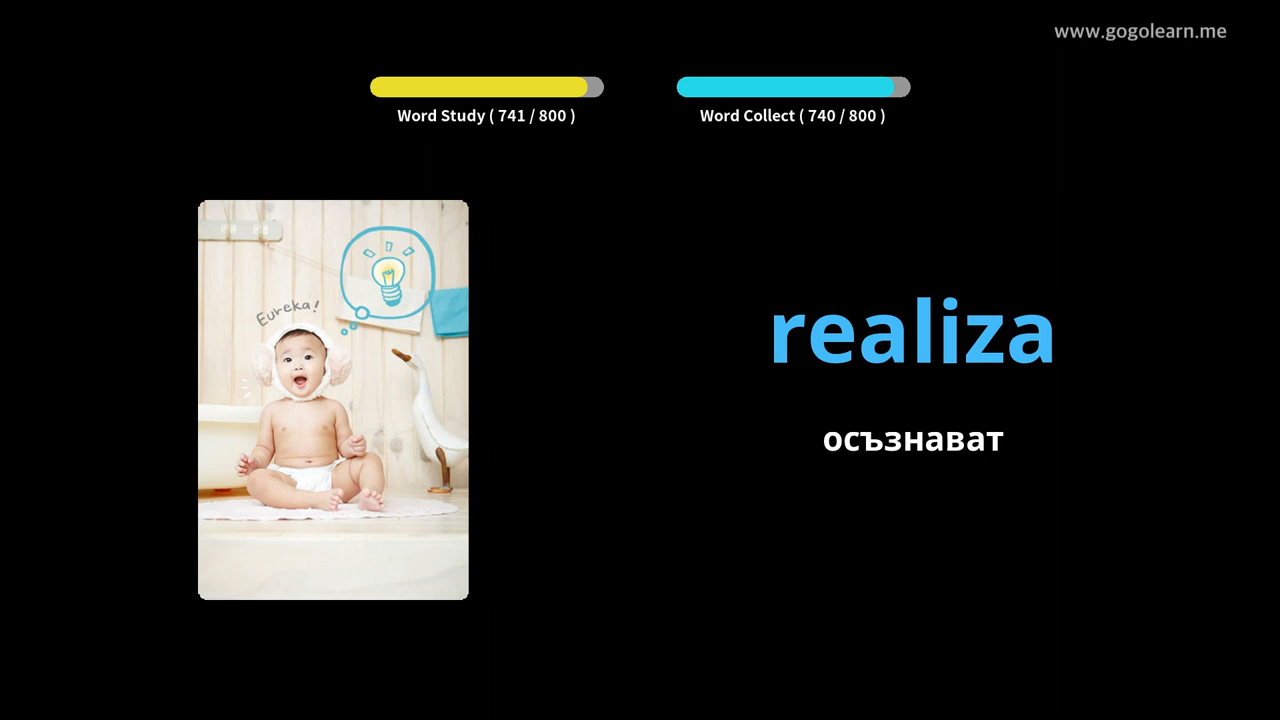 www.gogolearn.me
Word Study ( 741 / 800 )
Word Collect ( 740 / 800 )
Eureka!
realiza
осъзнават